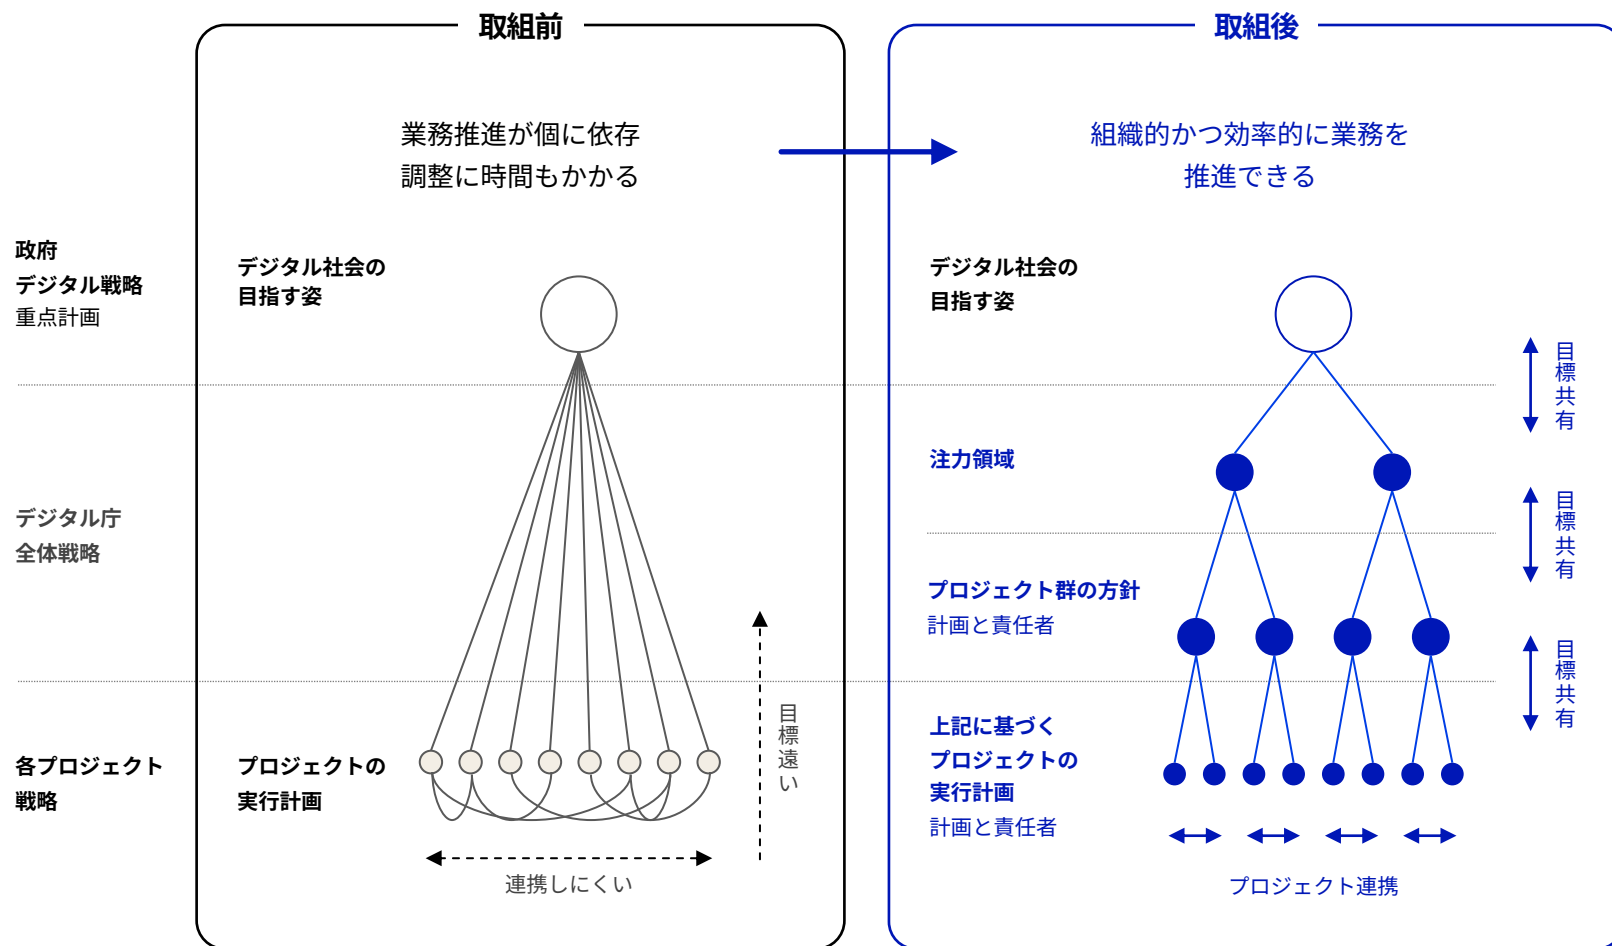 取組前
取組後
業務推進が個に依存
調整に時間もかかる
組織的かつ効率的に業務を
推進できる
政府
デジタル戦略
重点計画
デジタル社会の
目指す姿
デジタル社会の
目指す姿
目標共有
注力領域
目標共有
デジタル庁
全体戦略
プロジェクト群の方針
計画と責任者
目標共有
目標遠い
各プロジェクト
戦略
プロジェクトの
実行計画
上記に基づく
プロジェクトの
実行計画
計画と責任者
連携しにくい
プロジェクト連携